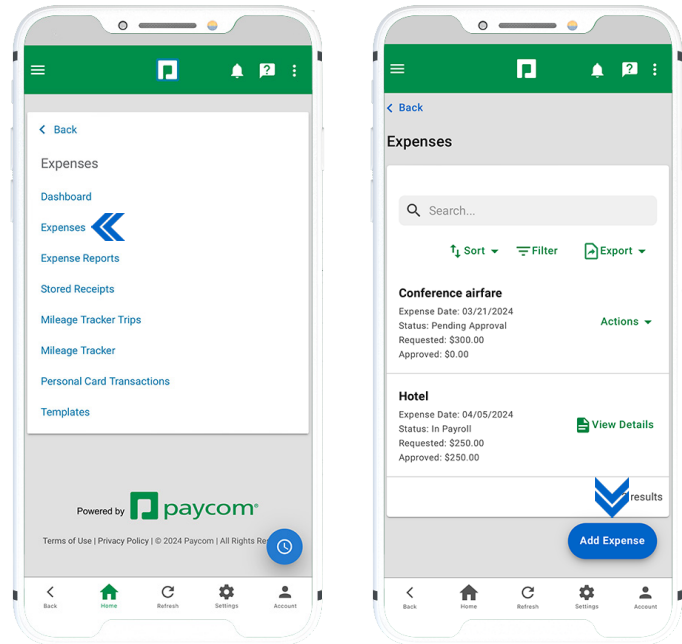 Back
Expenses
Dashboard
Expenses
Expense Reports
Stored Receipts
Mileage Tracker Trips
Mileage Tracker
Personal Card Transactions
Templates
Powered by paycom®
Terms of Use | Privacy Policy | © 2024 Paycom | All Rights
Back
Home
Refresh
Settings
Account
Back
Expenses
Search...
Sort
Filter
Export
Conference airfare
Expense Date: 03/21/2024
Status: Pending Approval
Actions
Requested: $300.00
Approved: $0.00
Hotel
Expense Date: 04/05/2024
Status: In Payroll
View Details
Requested: $250.00
Approved: $250.00
results
Add Expense
Back
Home
Refresh
Settings
Account